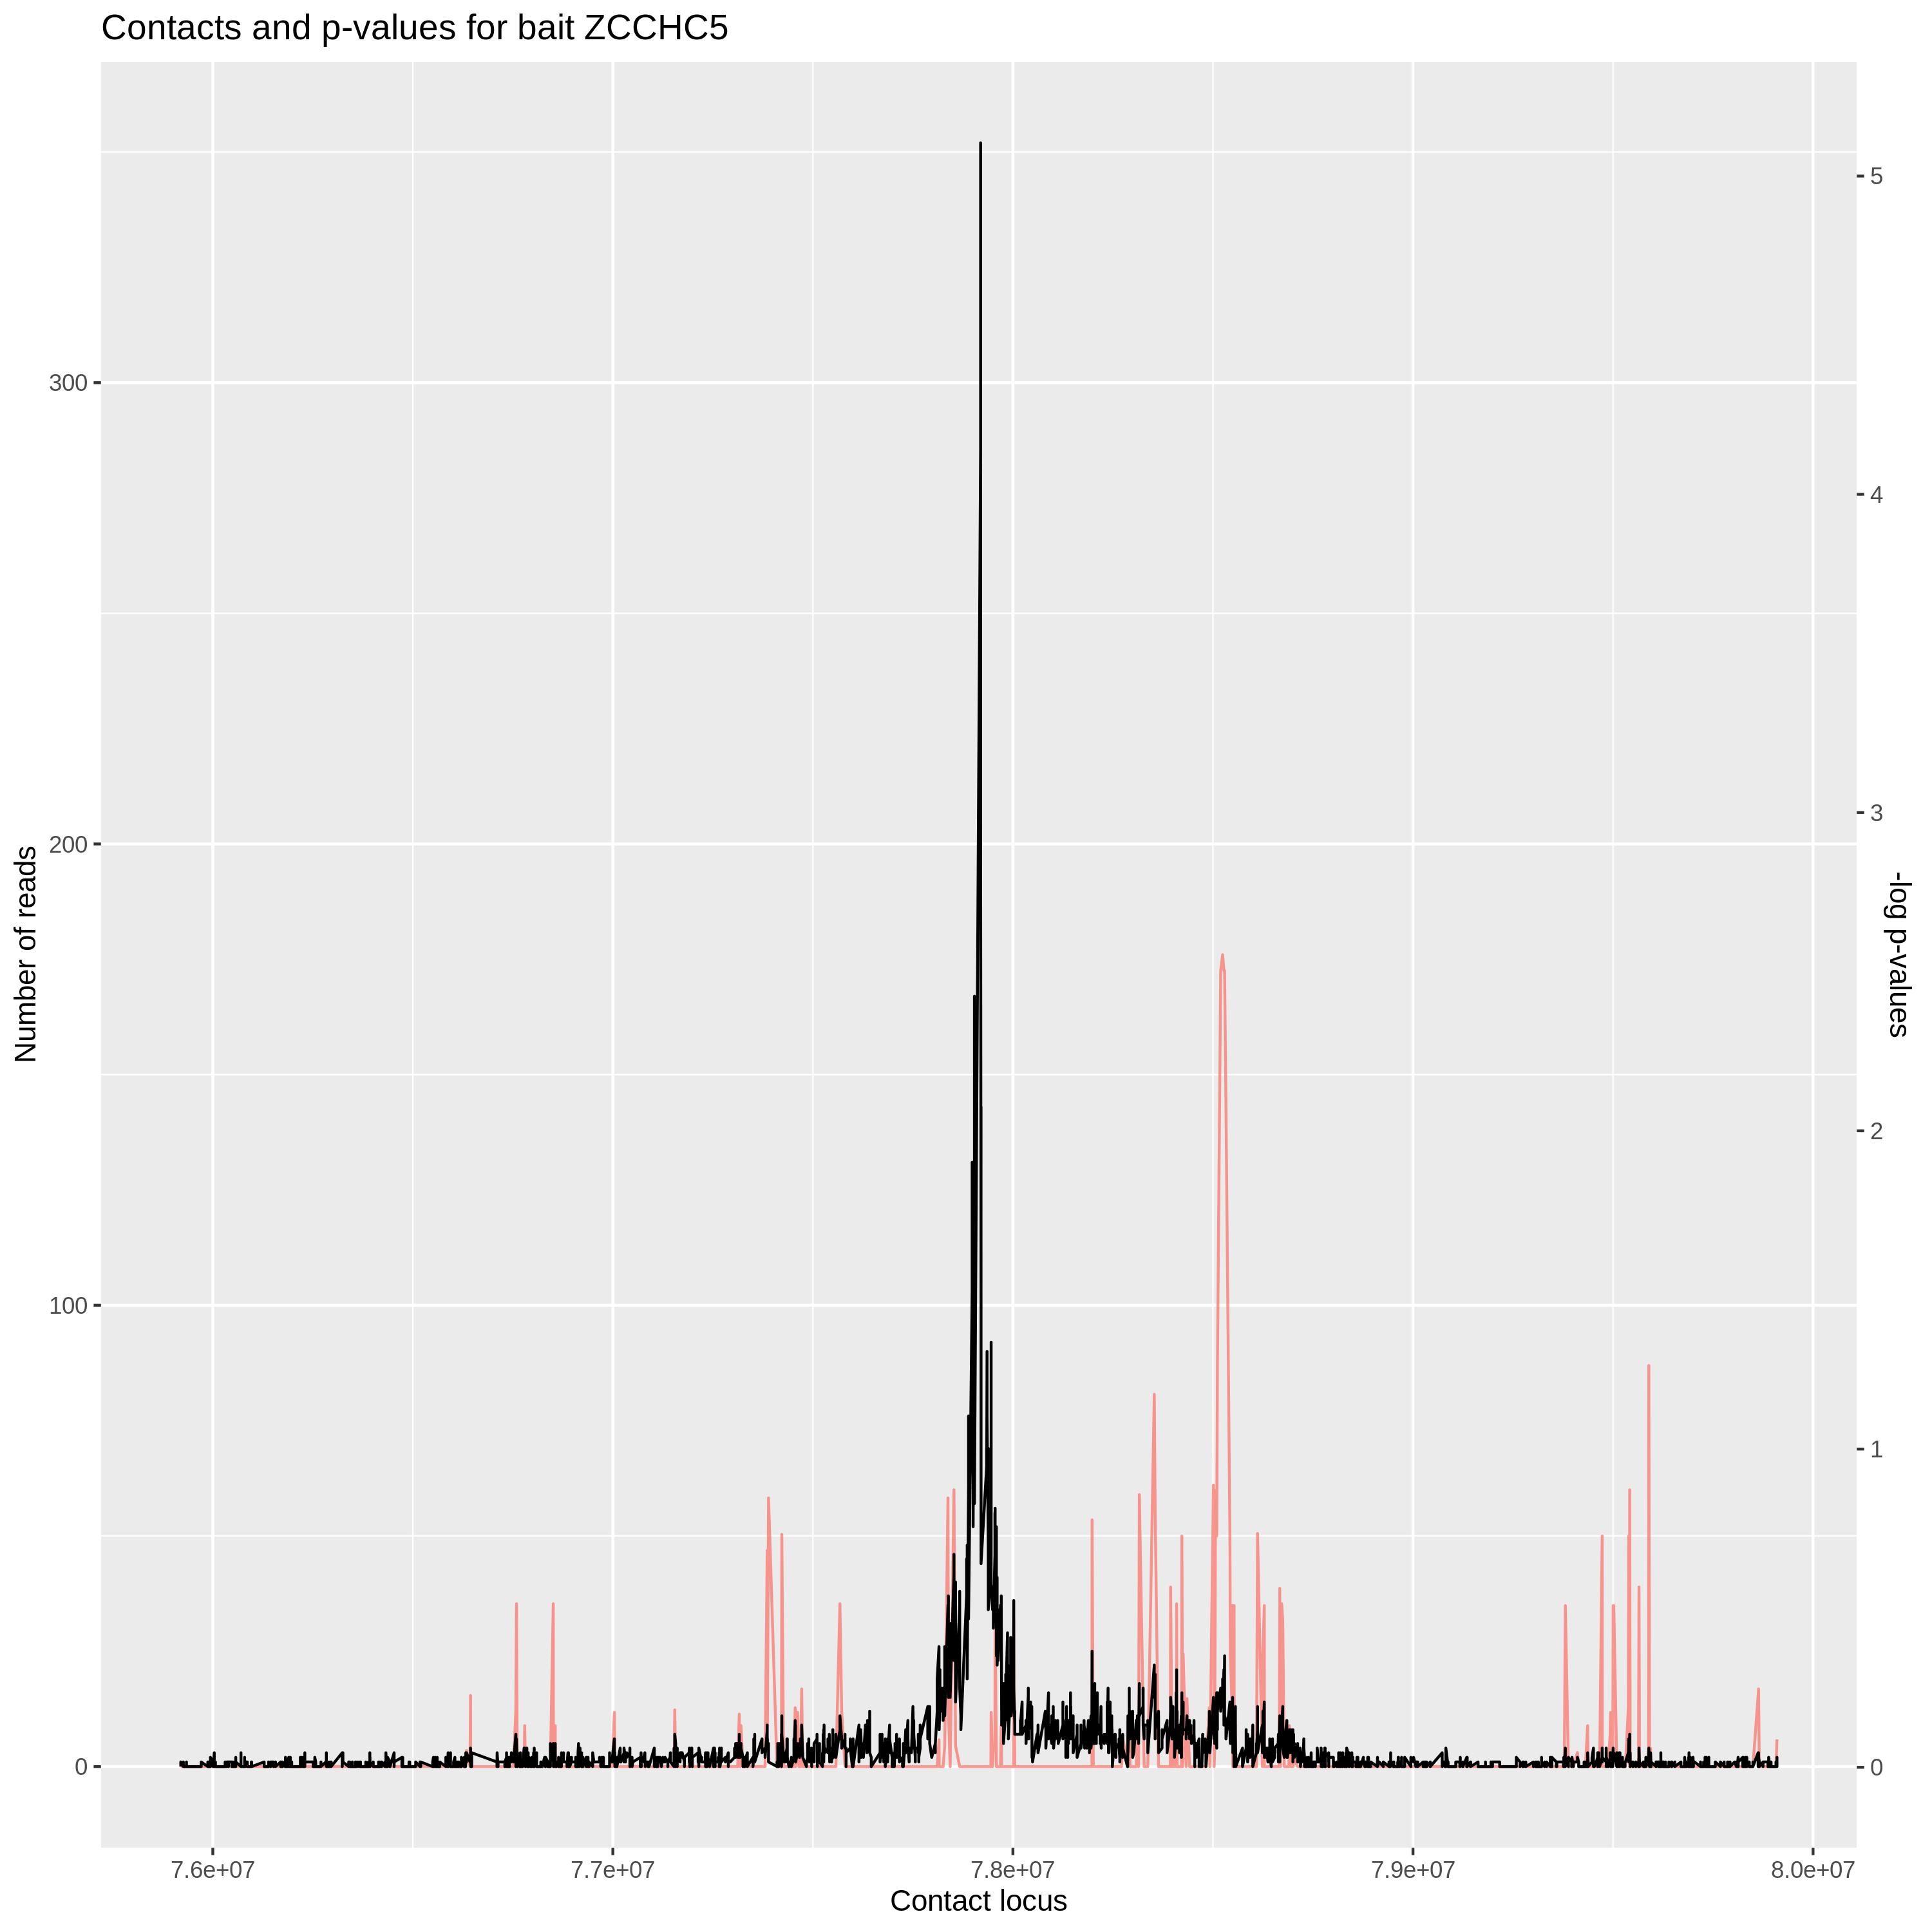 Contacts and p-values for bait ZCCHC5
Number of reads
300
200
100
0
5
4
3
2
1
0
-log p-values
7.6e+07 7.7e+07 7.8e+07 7.9e+07 8.0e+07
Contact locus